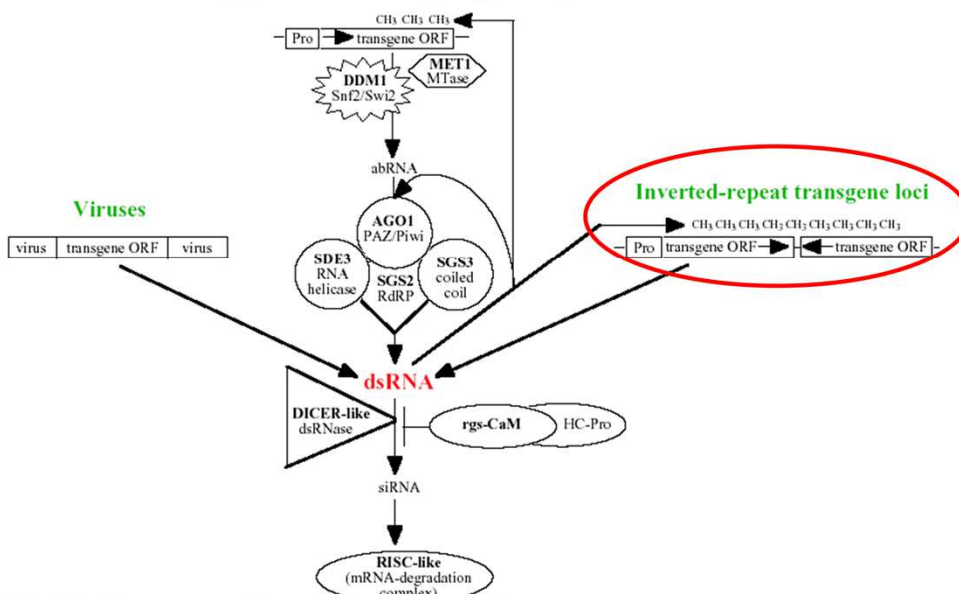 CH3 CH3 CH3
Pro transgene ORF
MET1
MTase
DDM1
Snf2/Swi2
abRNA
AGO1
PAZ/Piwi
SDE3
RNA
helicase
SGS2
RdRP
SGS3
coiled
coil
Viruses
virus transgene ORF virus
Inverted-repeat transgene loci
CH3 CH3 CH3 CH3 CH3 CH3 CH3 CH3 CH3
Pro transgene ORF transgene ORF
dsRNA
DICER-like
dsRNase
rgs-CaM
HC-Pro
siRNA
RISC-like
(mRNA-degradation
complex)